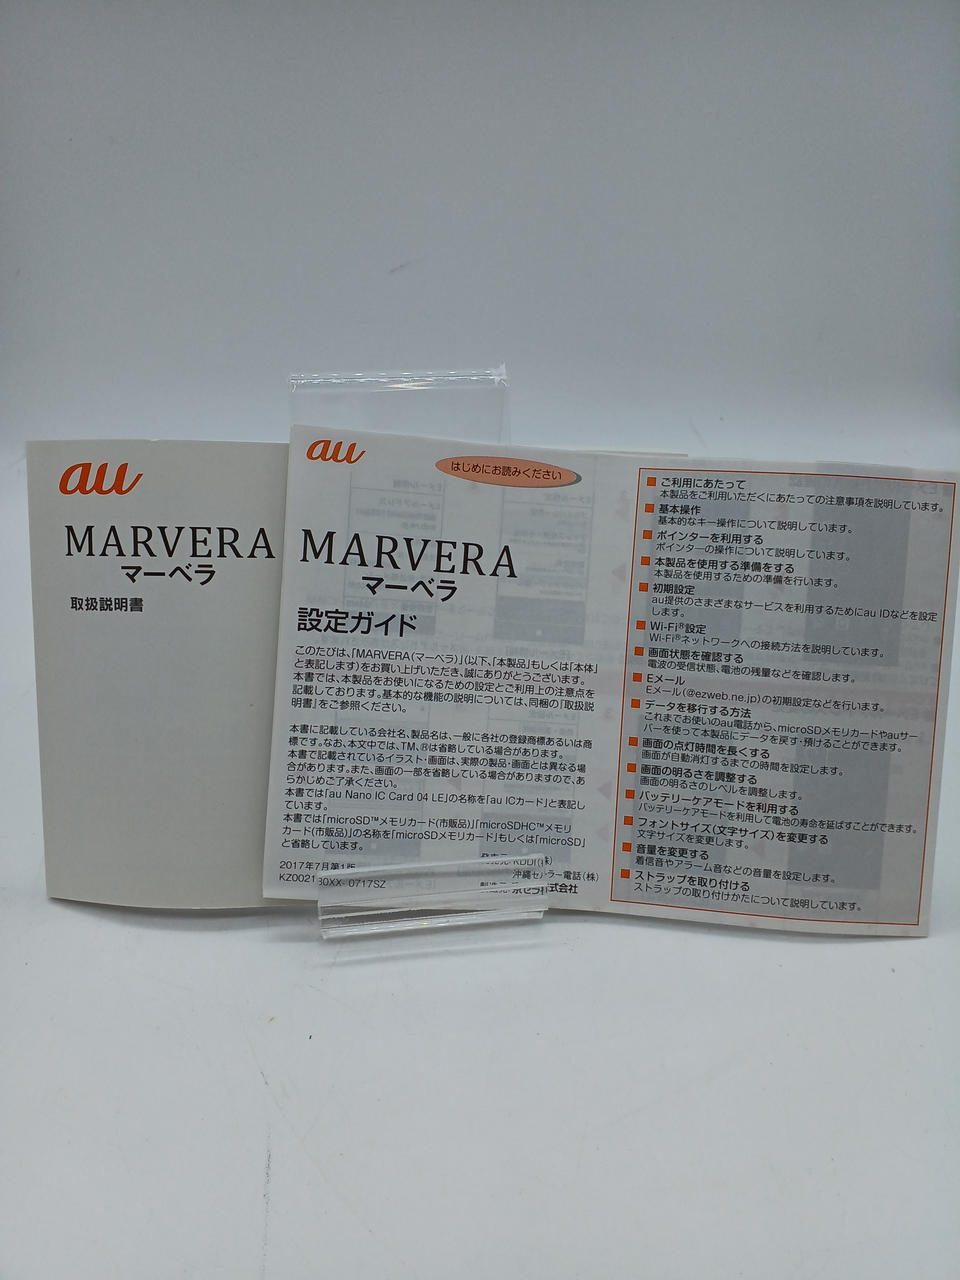 au
MARVERA
マーベラ
取扱説明書
au
はじめにお読みください
MARVERA
マーベラ
設定ガイド
このたびは、「MARVERA(マーベラ)」(以下、「本製品」もしくは「本体」
と表記します)をお買い上げいただき、誠にありがとうございます。
本書では、本製品をお使いになるための設定とご利用上の注意点を
記載しております。基本的な機能の説明については、同梱の『取扱説
明書』をご参照ください。
本書に記載している会社名、製品名は、一般に各社の登録商標あるいは商
標です。なお、本文中では、TM、®は省略している場合があります。
本書で記載されているイラスト・画面は、実際の製品・画面とは異なる場
合があります。また、画面の一部を省略している場合がありますので、あ
らかじめご了承ください。
本書では「au Nano IC Card 04 LE」の名称を「au ICカード」と表記し
ています。
本書では「microSD™メモリカード(市販品)」「microSDHC™メモリ
カード(市販品)」の名称を「microSDメモリカード」もしくは「microSD」
と省略しています。
2017年7月第1版
KZ0021 30XX- 0717SZ
KDDI(株)
沖縄セルラー電話(株)
京セラ株式会社
■ ご利用にあたって
本製品をご利用いただくにあたっての注意事項を説明しています。
■ 基本操作
基本的なキー操作について説明しています。
■ ポインターを利用する
ポインターの操作について説明しています。
■ 本製品を使用する準備をする
本製品を使用するための準備を行います。
■ 初期設定
au提供のさまざまなサービスを利用するためにau IDなどを設定
します。
■ Wi-Fi®設定
Wi-Fi®ネットワークへの接続方法を説明しています。
■ 画面状態を確認する
電波の受信状態、電池の残量などを確認します。
■ Eメール
Eメール(@ezweb.ne.jp)の初期設定などを行います。
■ データを移行する方法
これまでお使いのau電話から、microSDメモリカードやauサー
バーを使って本製品にデータを戻す・預けることができます。
■ 画面の点灯時間を長くする
画面が自動消灯するまでの時間を設定します。
■ 画面の明るさを調整する
画面の明るさのレベルを調整します。
■ バッテリーケアモードを利用する
バッテリーケアモードを利用して電池の寿命を延ばすことができます。
■ フォントサイズ(文字サイズ)を変更する
文字サイズを変更します。
■ 音量を変更する
着信音やアラーム音などの音量を設定します。
■ ストラップを取り付ける
ストラップの取り付けかたについて説明しています。